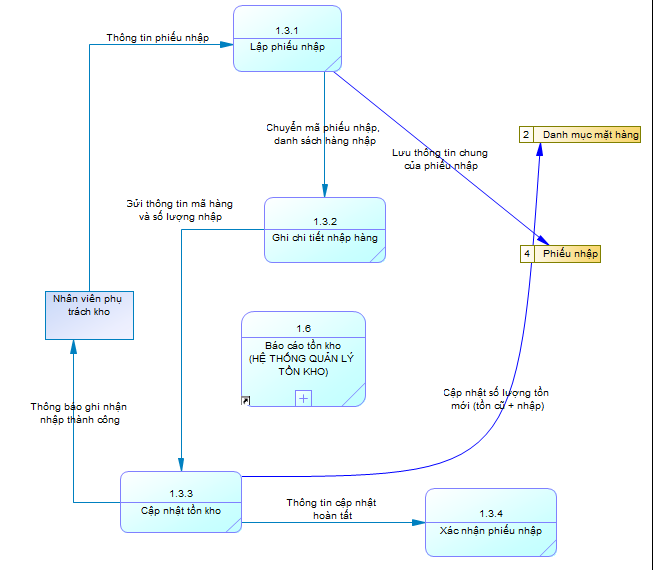 1.3.1
Lập phiếu nhập
Thông tin phiếu nhập
Chuyển mã phiếu nhập,
danh sách hàng nhập
2 Danh mục mặt hàng
Lưu thông tin chung
của phiếu nhập
Gửi thông tin mã hàng
và số lượng nhập
1.3.2
Ghi chi tiết nhập hàng
4 Phiếu nhập
Nhân viên phụ
trách kho
1.6
Báo cáo tồn kho
(HỆ THỐNG QUẢN LÝ
TỒN KHO)
Cập nhật số lượng tồn
mới (tồn cũ + nhập)
Thông báo ghi nhận
nhập thành công
1.3.3
Cập nhật tồn kho
Thông tin cập nhật
hoàn tất
1.3.4
Xác nhận phiếu nhập